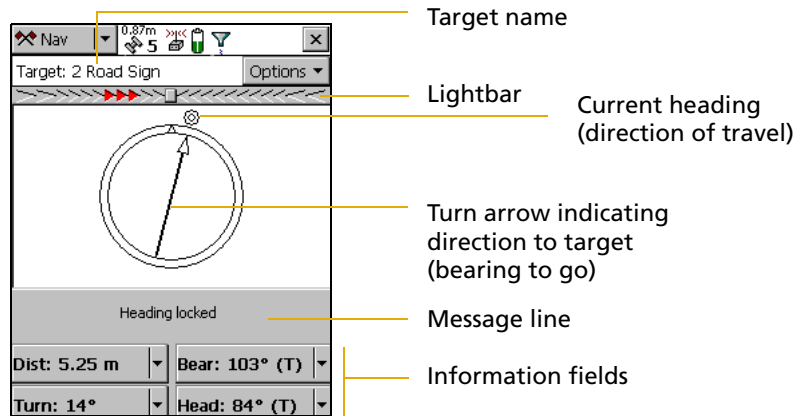 Nav
0.87m
5
Target: 2 Road Sign
Options
Heading locked
Dist: 5.25 m
Bear: 103° (T)
Turn: 14°
Head: 84° (T)
Target name
Lightbar
Current heading
(direction of travel)
Turn arrow indicating
direction to target
(bearing to go)
Message line
Information fields